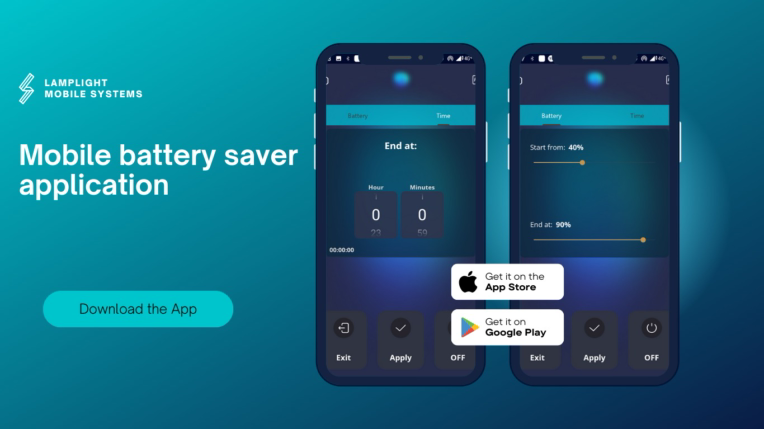 LAMPLIGHT
MOBILE SYSTEMS
Mobile battery saver
application
Download the App
4G+
Battery Time
End at:
Hour Minutes
1 1
0 0
23 59
00:00:00
Exit Apply OFF
4G+
Battery Time
Start from: 40%
End at: 90%
Exit Apply OFF
Get it on the
App Store
Get it on
Google Play